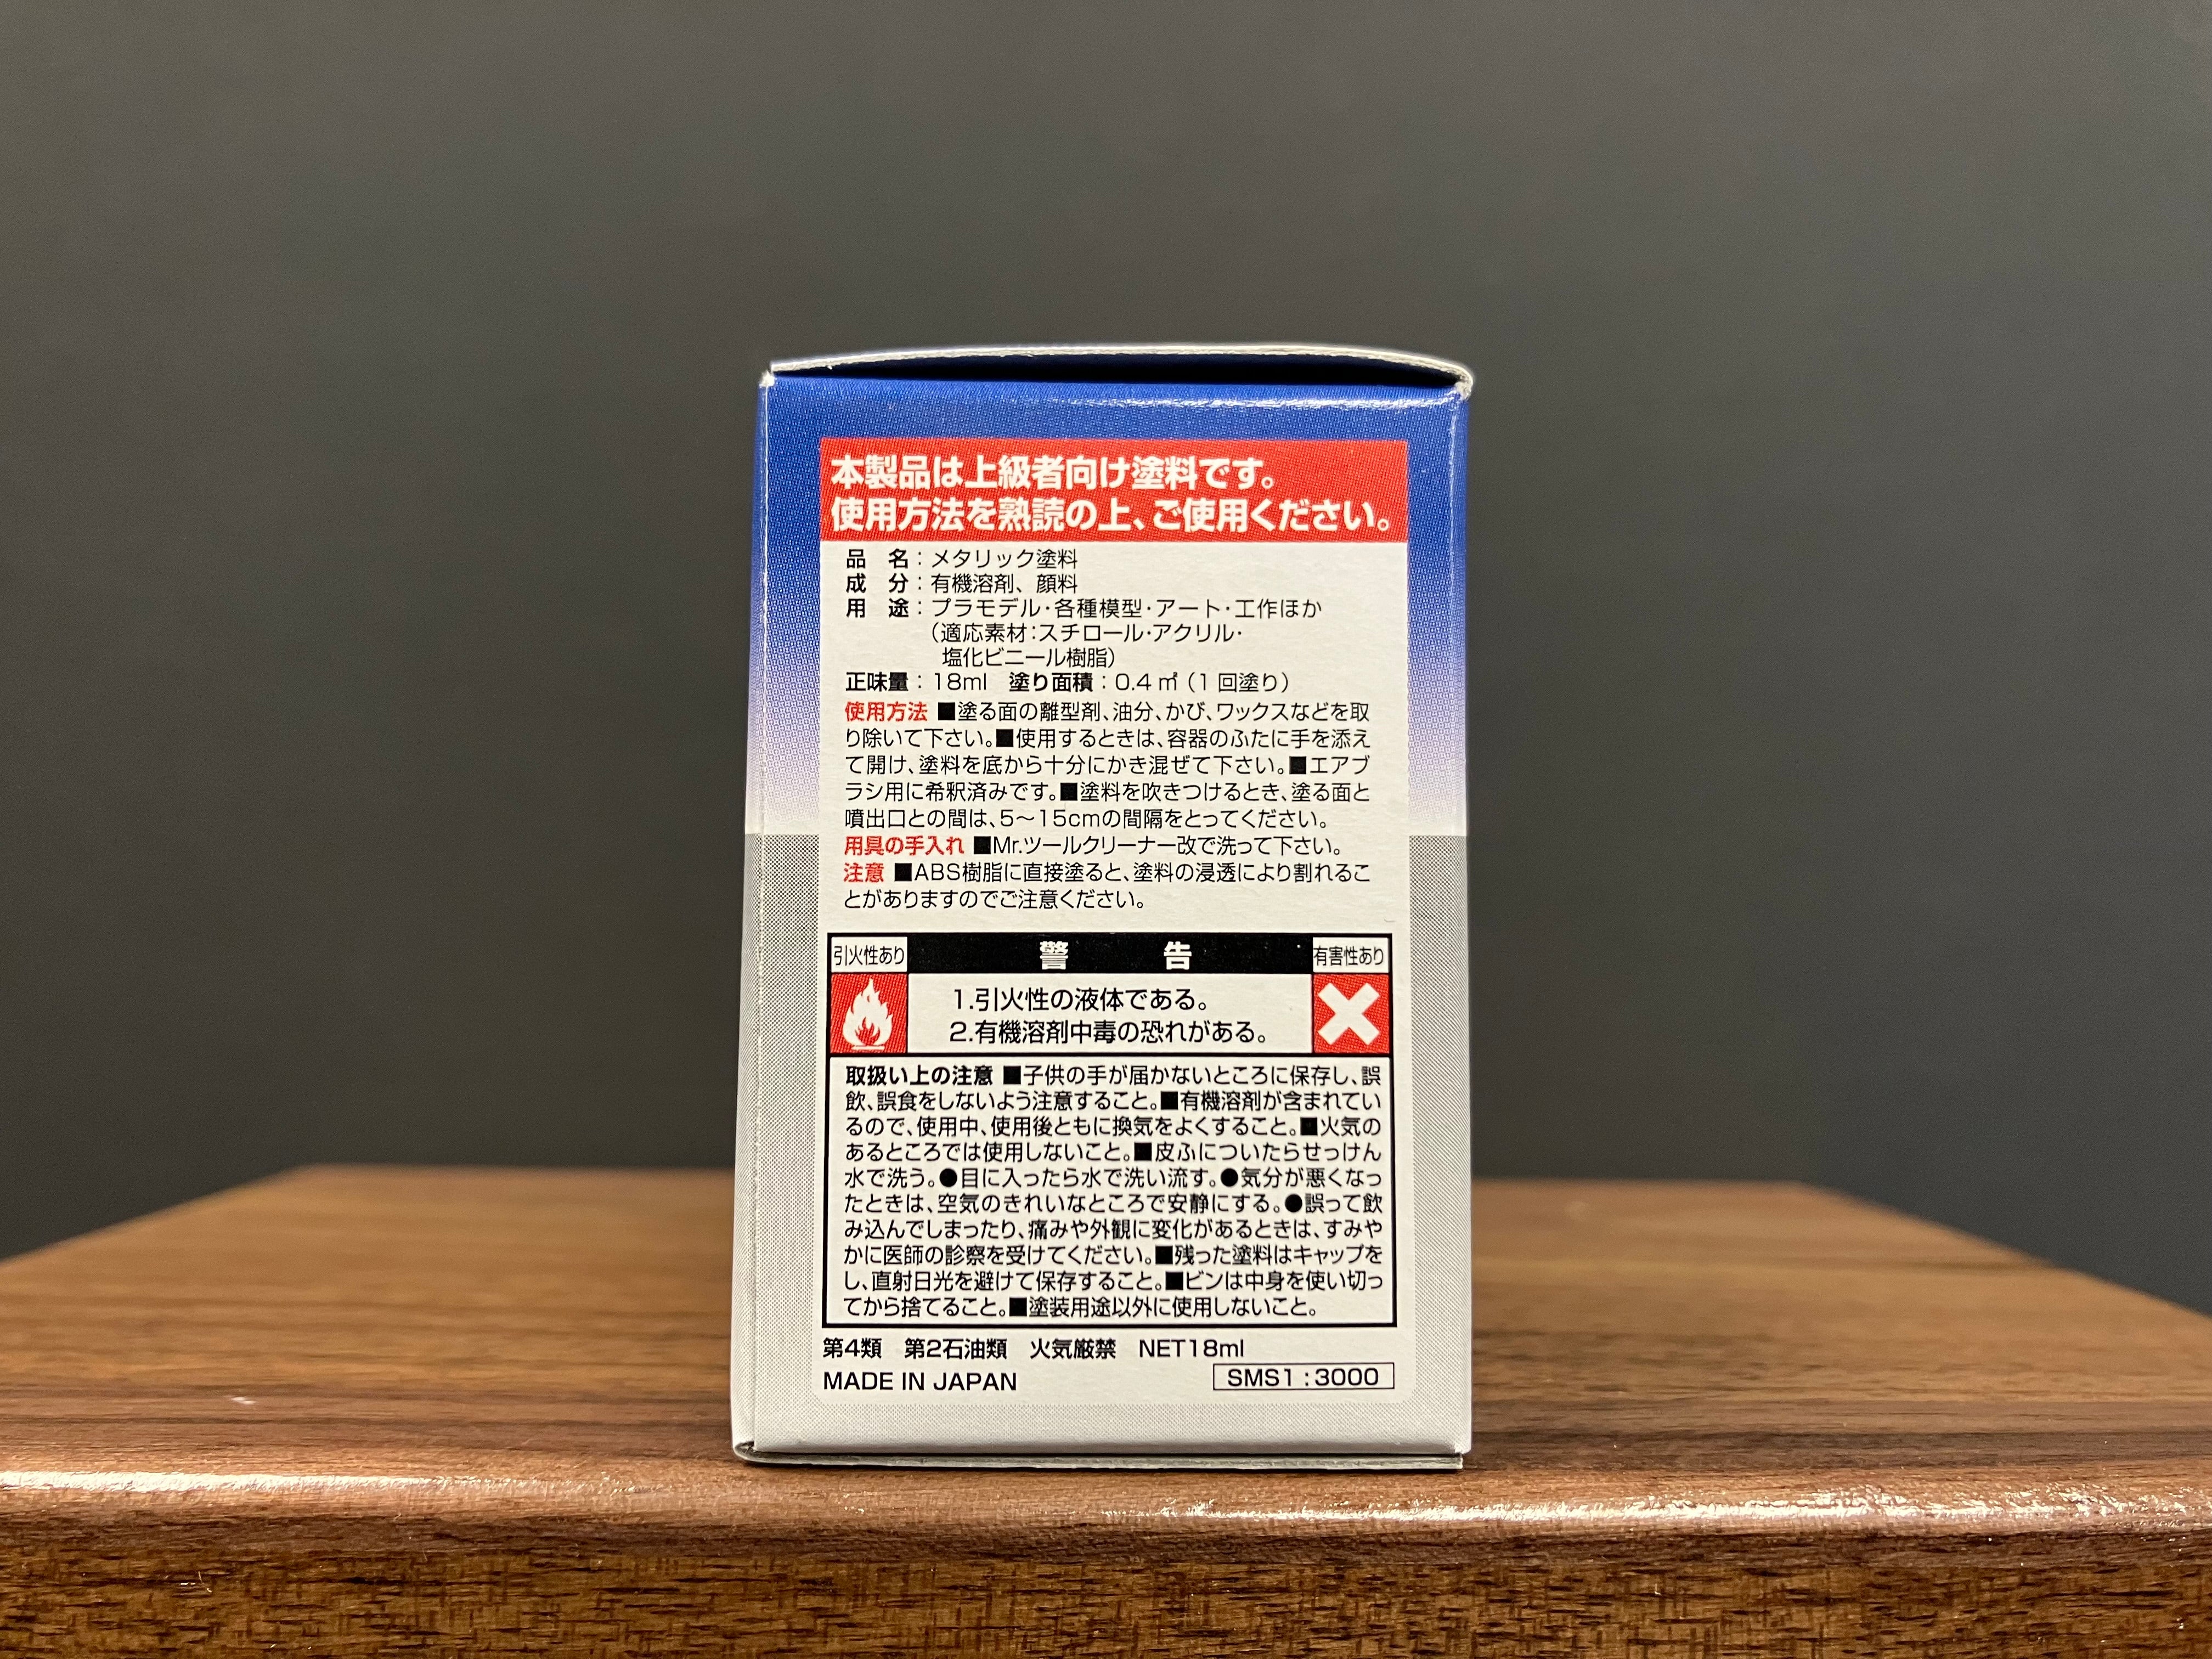 本製品は上級者向け塗料です。
使用方法を熟読の上、ご使用ください。
品 名：メタリック塗料
成 分：有機溶剤、顔料
用 途：プラモデル・各種模型・アート・工作ほか
（適応素材：スチロール・アクリル・
塩化ビニール樹脂）
正味量：18ml 塗り面積：0.4㎡（1回塗り）
使用方法 ■塗る面の離型剤、油分、かび、ワックスなどを取
り除いて下さい。■使用するときは、容器のふたに手を添え
て開け、塗料を底から十分にかき混ぜて下さい。■エアブ
ラシ用に希釈済みです。■塗料を吹きつけるとき、塗る面と
噴出口との間は、5～15cmの間隔をとってください。
用具の手入れ ■Mr.ツールクリーナー改で洗って下さい。
注意 ■ABS樹脂に直接塗ると、塗料の浸透により割れるこ
とがありますのでご注意ください。
引火性あり 警 告 有害性あり
1.引火性の液体である。
2.有機溶剤中毒の恐れがある。
取扱い上の注意 ■子供の手が届かないところに保存し、誤
飲、誤食をしないよう注意すること。■有機溶剤が含まれてい
るので、使用中、使用後ともに換気をよくすること。■火気の
あるところでは使用しないこと。■皮ふについたらせっけん
水で洗う。●目に入ったら水で洗い流す。●気分が悪くなっ
たときは、空気のきれいなところで安静にする。●誤って飲
み込んでしまったり、痛みや外観に変化があるときは、すみや
かに医師の診察を受けてください。■残った塗料はキャップを
し、直射日光を避けて保存すること。■ビンは中身を使い切っ
てから捨てること。■塗装用途以外に使用しないこと。
第4類 第2石油類 火気厳禁 NET18ml
MADE IN JAPAN SMS1：3000